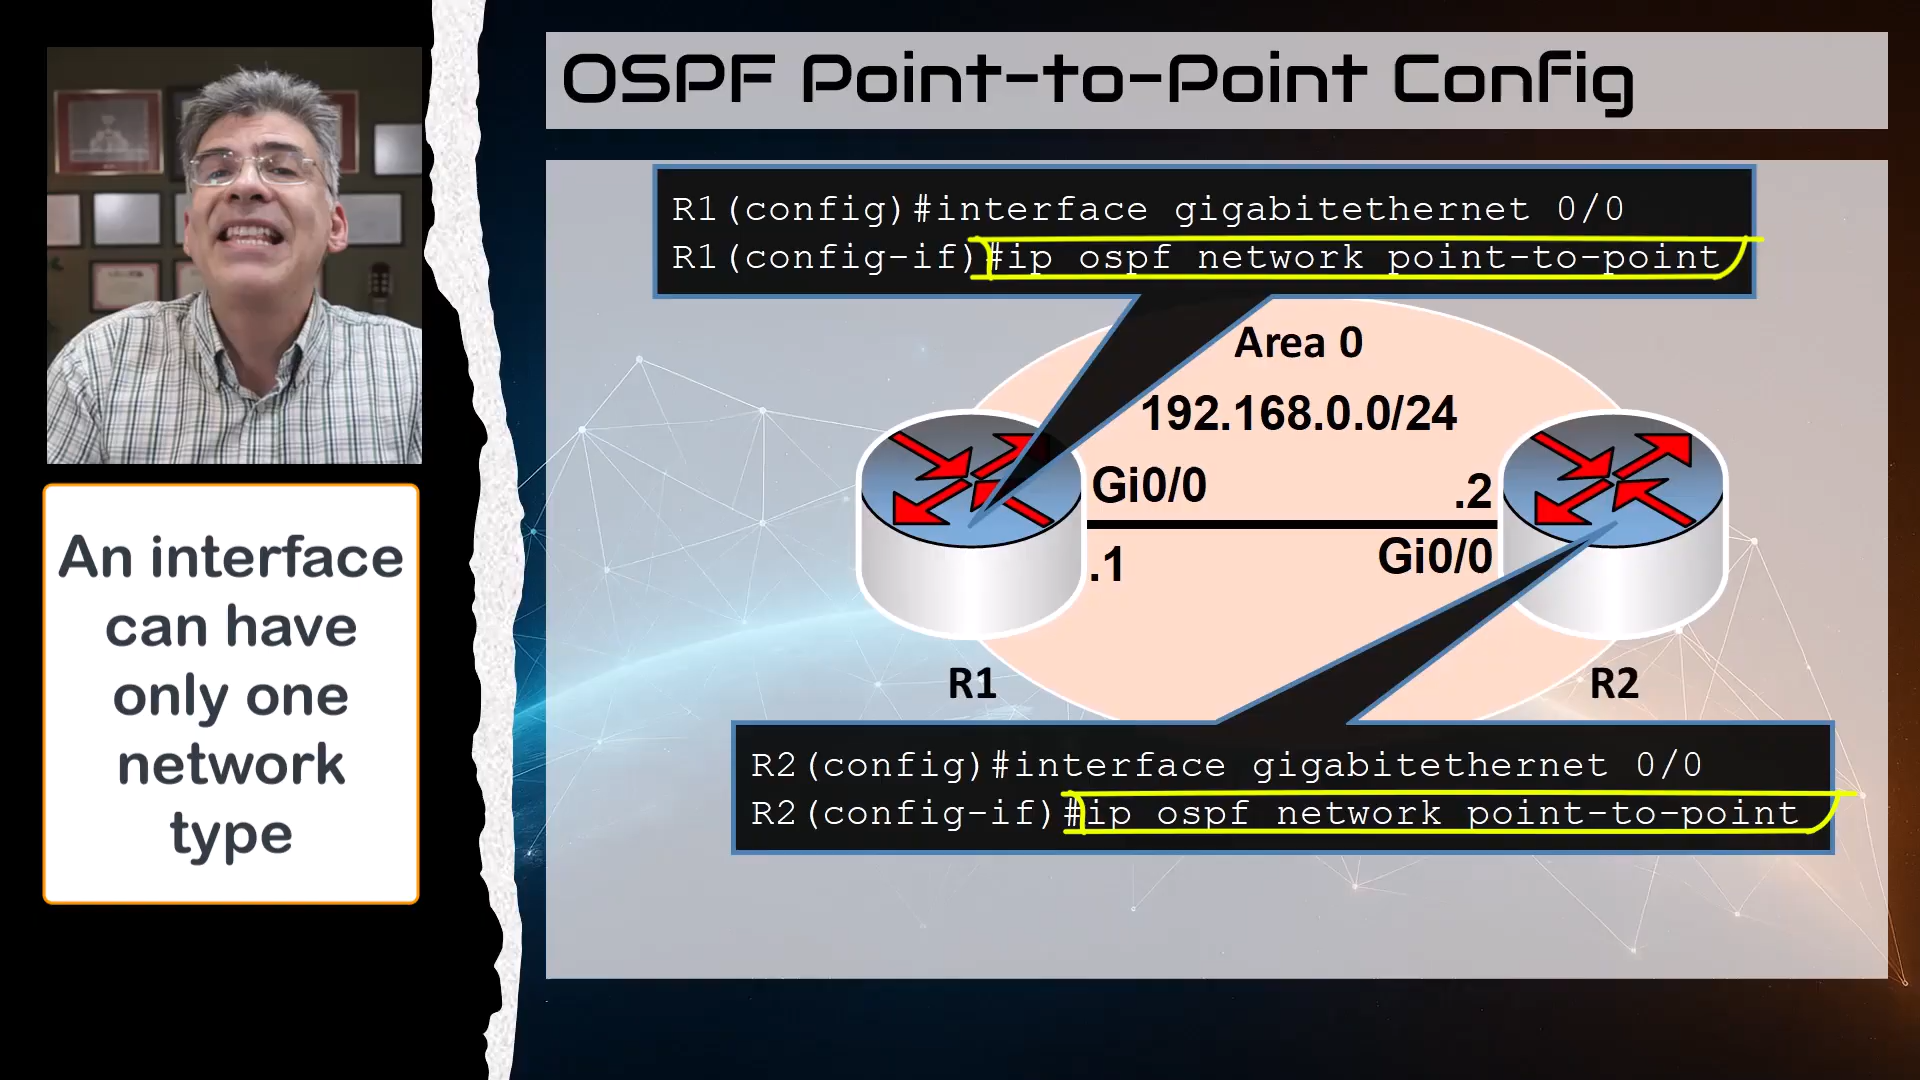 OSPF Point-to-Point Config
R1(config)#interface gigabitethernet 0/0
R1(config-if)#ip ospf network point-to-point
Area 0
192.168.0.0/24
Gi0/0
.2
.1
Gi0/0
R1
R2
R2(config)#interface gigabitethernet 0/0
R2(config-if)#ip ospf network point-to-point
An interface
can have
only one
network
type